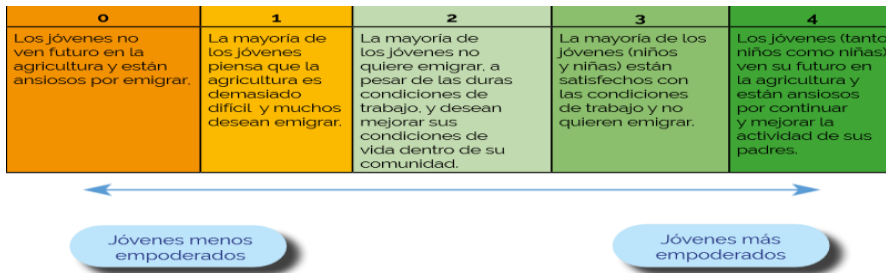 0
Los jóvenes no
ven futuro en la
agricultura y están
ansiosos por emigrar.
1
La mayoría de
los jóvenes
piensa que la
agricultura es
demasiado
difícil y muchos
desean emigrar.
2
La mayoría de
los jóvenes no
quiere emigrar, a
pesar de las duras
condiciones de
trabajo, y desean
mejorar sus
condiciones de
vida dentro de su
comunidad.
3
La mayoría de los
jóvenes (niños
y niñas) están
satisfechos con
las condiciones
de trabajo y no
quieren emigrar.
4
Los jóvenes (tanto
niños como niñas)
ven su futuro en
la agricultura y
están ansiosos
por continuar
y mejorar la
actividad de sus
padres.
Jóvenes menos
empoderados
Jóvenes más
empoderados